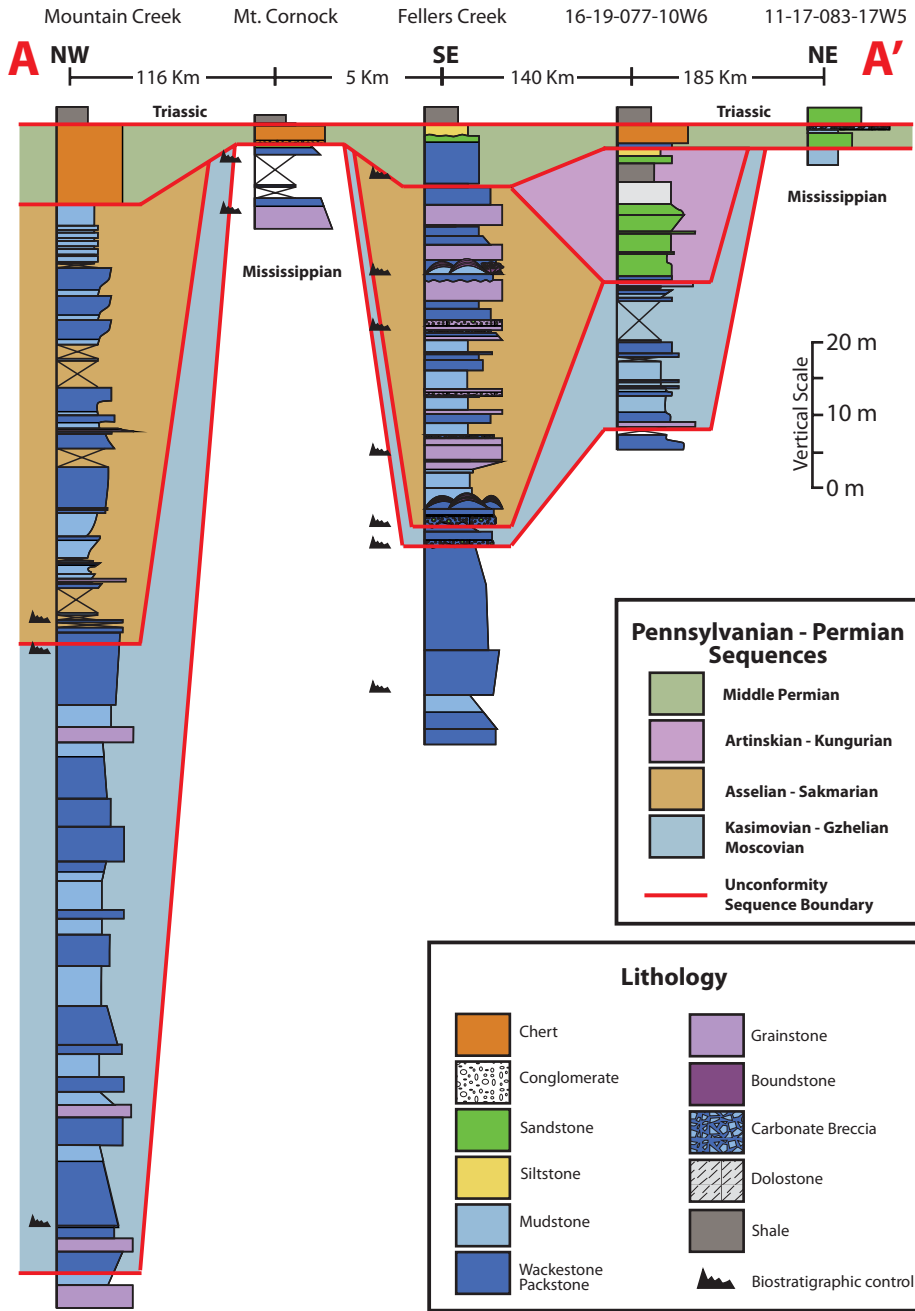 Mountain Creek
Mt. Cornock
Fellers Creek
16-19-077-10W6
11-17-083-17W5
A
NW
SE
NE
A'
116 Km
5 Km
140 Km
185 Km
Triassic
Triassic
Mississippian
Mississippian
Vertical Scale
20 m
10 m
0 m
Pennsylvanian - Permian
Sequences
Middle Permian
Artinskian - Kungurian
Asselian - Sakmarian
Kasimovian - Gzhelian
Moscovian
Unconformity
Sequence Boundary
Lithology
Chert
Conglomerate
Sandstone
Siltstone
Mudstone
Wackestone
Packstone
Grainstone
Boundstone
Carbonate Breccia
Dolostone
Shale
Biostratigraphic control